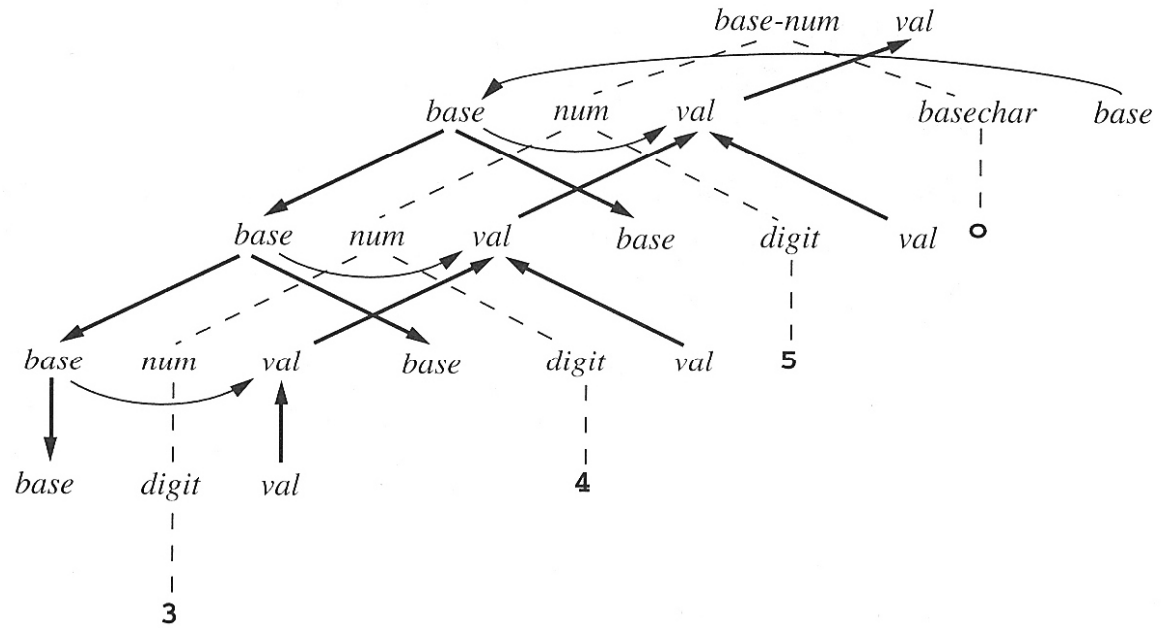 base-num val
base num val basechar base
base num val base digit val o
base num val base digit val 5
base digit val 4
3